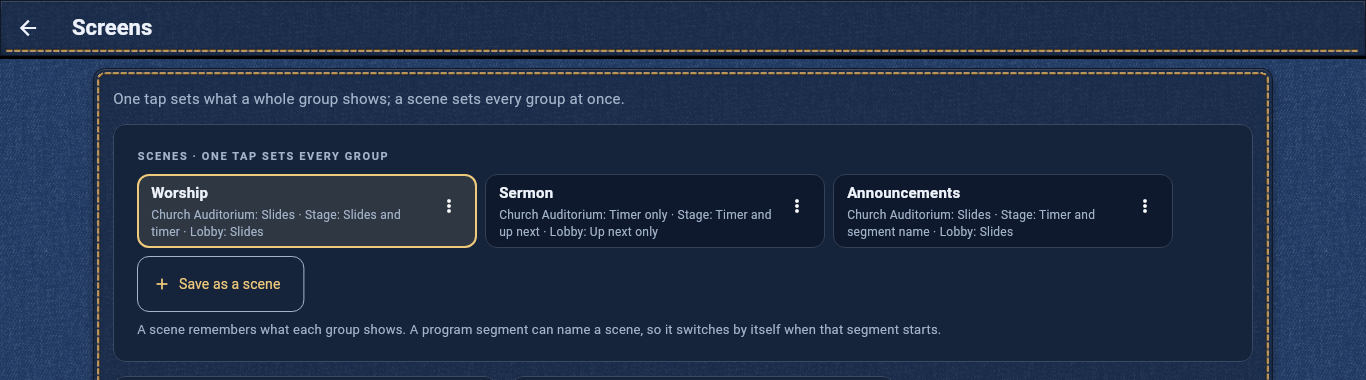 Screens
One tap sets what a whole group shows; a scene sets every group at once.
SCENES · ONE TAP SETS EVERY GROUP
Worship
Church Auditorium: Slides · Stage: Slides and
timer · Lobby: Slides
Sermon
Church Auditorium: Timer only · Stage: Timer and
up next · Lobby: Up next only
Announcements
Church Auditorium: Slides · Stage: Timer and
segment name · Lobby: Slides
+ Save as a scene
A scene remembers what each group shows. A program segment can name a scene, so it switches by itself when that segment starts.